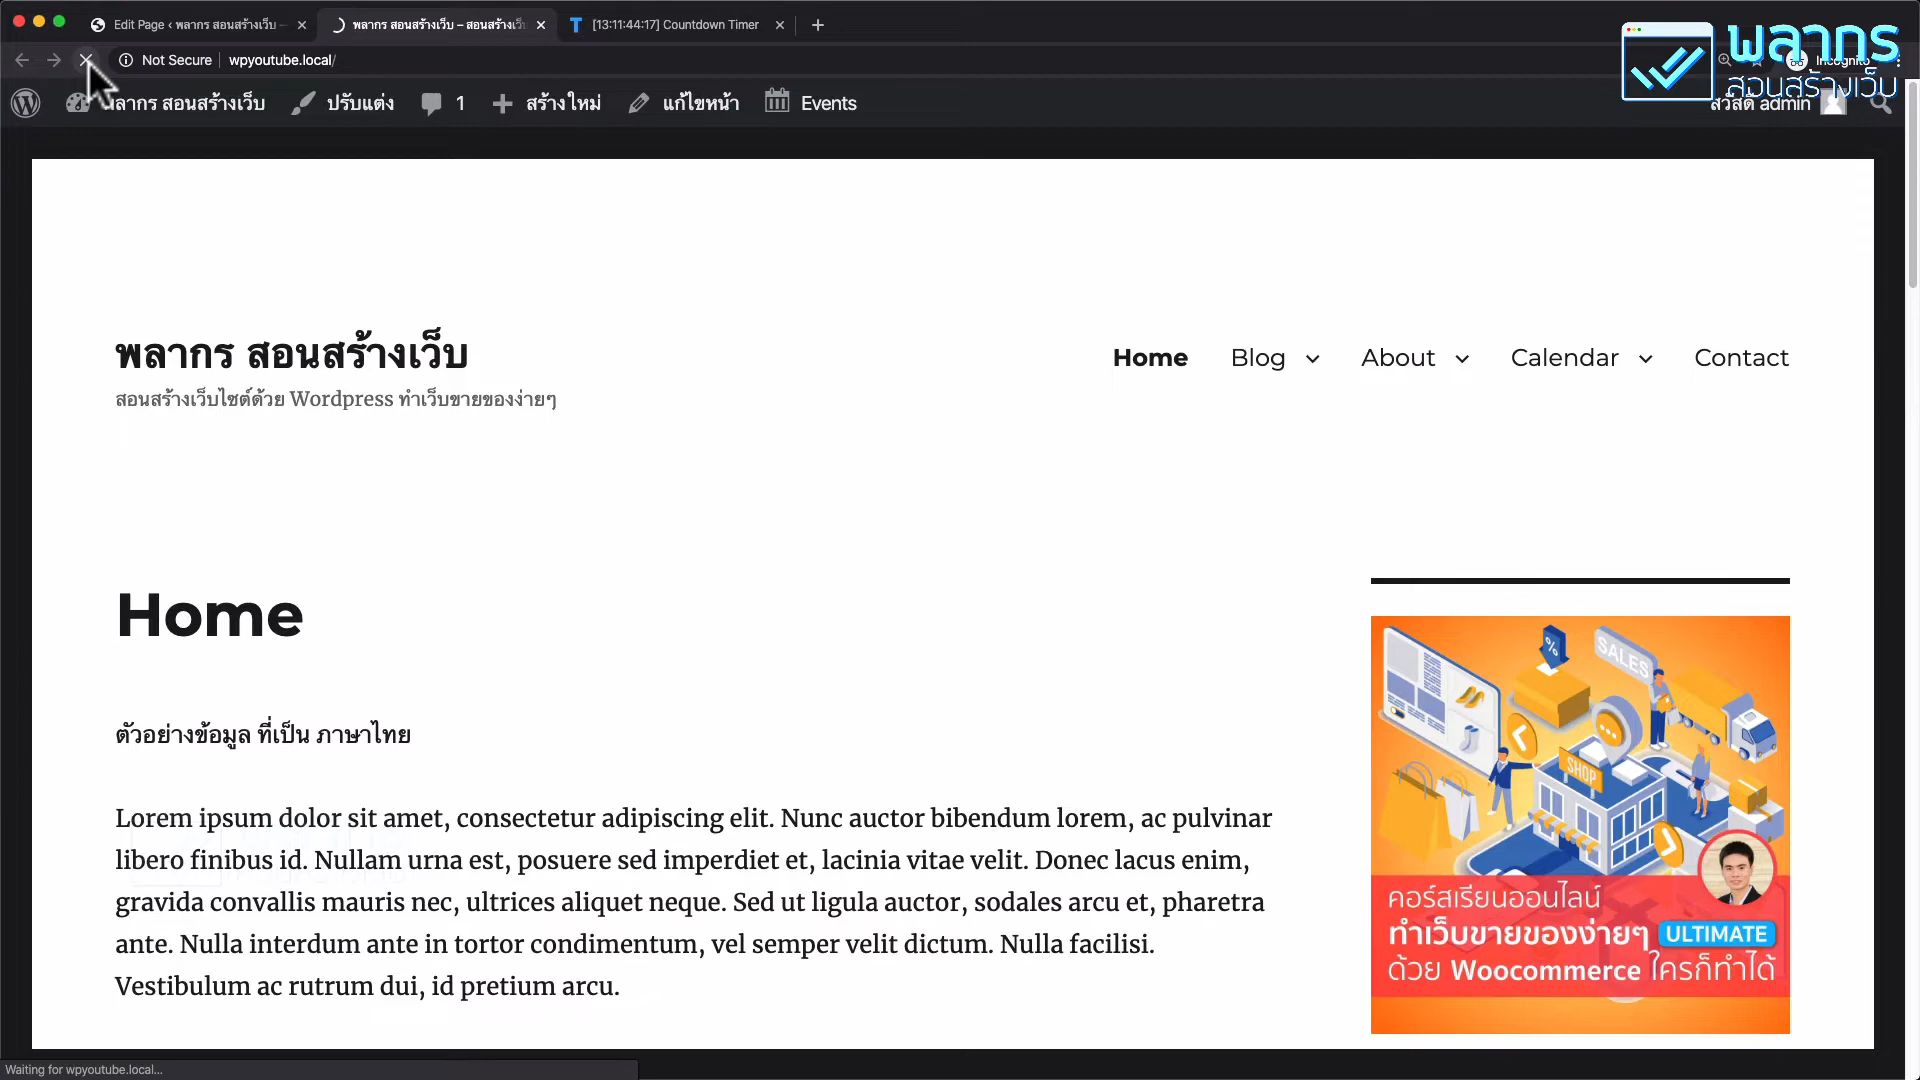 Edit Page ‹ พลากร สอนสร้างเว็บ –
พลากร สอนสร้างเว็บ – สอนสร้างเว็บ
[13:11:44:17] Countdown Timer
พลากร
สอนสร้างเว็บ
Not Secure
wpyoutube.local/
Incognito
พลากร สอนสร้างเว็บ
ปรับแต่ง
1
สร้างใหม่
แก้ไขหน้า
Events
สวัสดี admin
พลากร สอนสร้างเว็บ
สอนสร้างเว็บไซต์ด้วย Wordpress ทำเว็บขายของง่ายๆ
Home
Blog
About
Calendar
Contact
Home
ตัวอย่างข้อมูล ที่เป็น ภาษาไทย
Lorem ipsum dolor sit amet, consectetur adipiscing elit. Nunc auctor bibendum lorem, ac pulvinar
libero finibus id. Nullam urna est, posuere sed imperdiet et, lacinia vitae velit. Donec lacus enim,
gravida convallis mauris nec, ultrices aliquet neque. Sed ut ligula auctor, sodales arcu et, pharetra
ante. Nulla interdum ante in tortor condimentum, vel semper velit dictum. Nulla facilisi.
Vestibulum ac rutrum dui, id pretium arcu.
%
SALES
SHOP
คอร์สเรียนออนไลน์
ทำเว็บขายของง่ายๆ ULTIMATE
ด้วย Woocommerce ใครก็ทำได้
Waiting for wpyoutube.local...